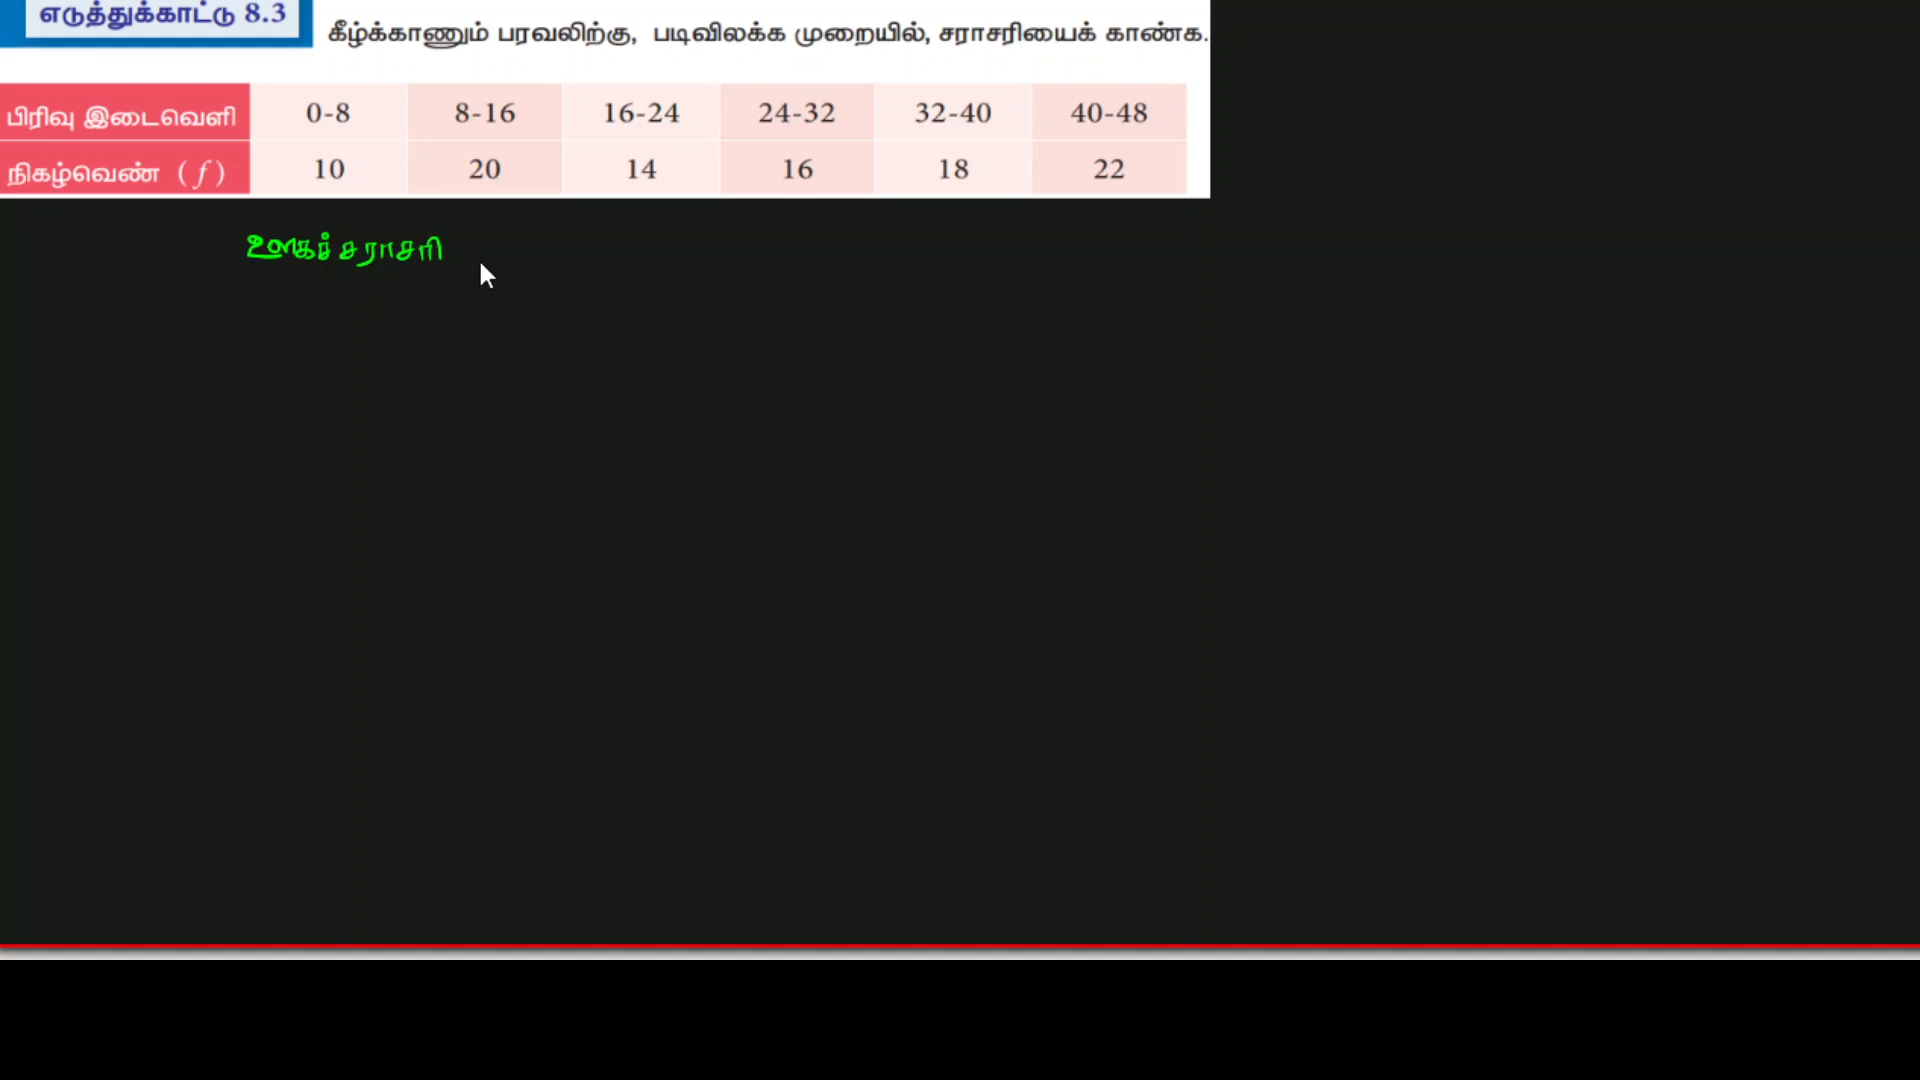 எடுத்துக்காட்டு 8.3
கீழ்க்காணும் பரவலிற்கு, படிவிலக்க முறையில், சராசரியைக் காண்க.
பிரிவு இடைவெளி 0-8 8-16 16-24 24-32 32-40 40-48
நிகழ்வெண் (f) 10 20 14 16 18 22
ஊகச்சராசரி